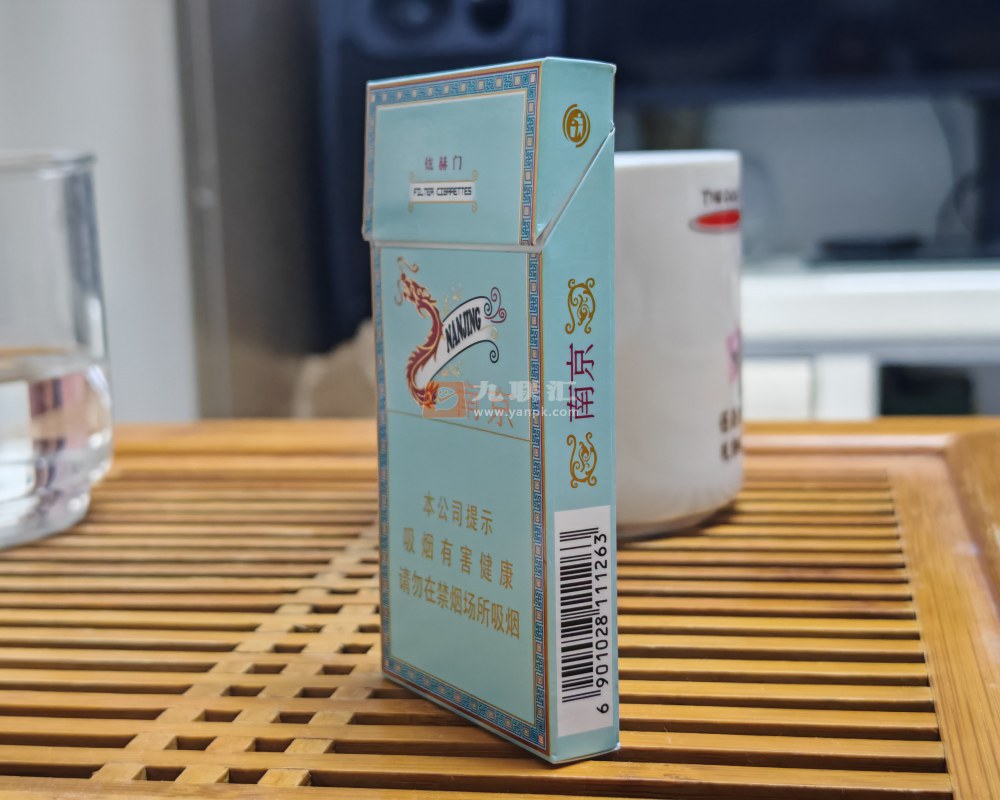 炫赫门
FILTER CIGARETTES
NANJING
九联汇
www.yanpk.com
本公司提示
吸烟有害健康
请勿在禁烟场所吸烟
南京
6 901028 111263